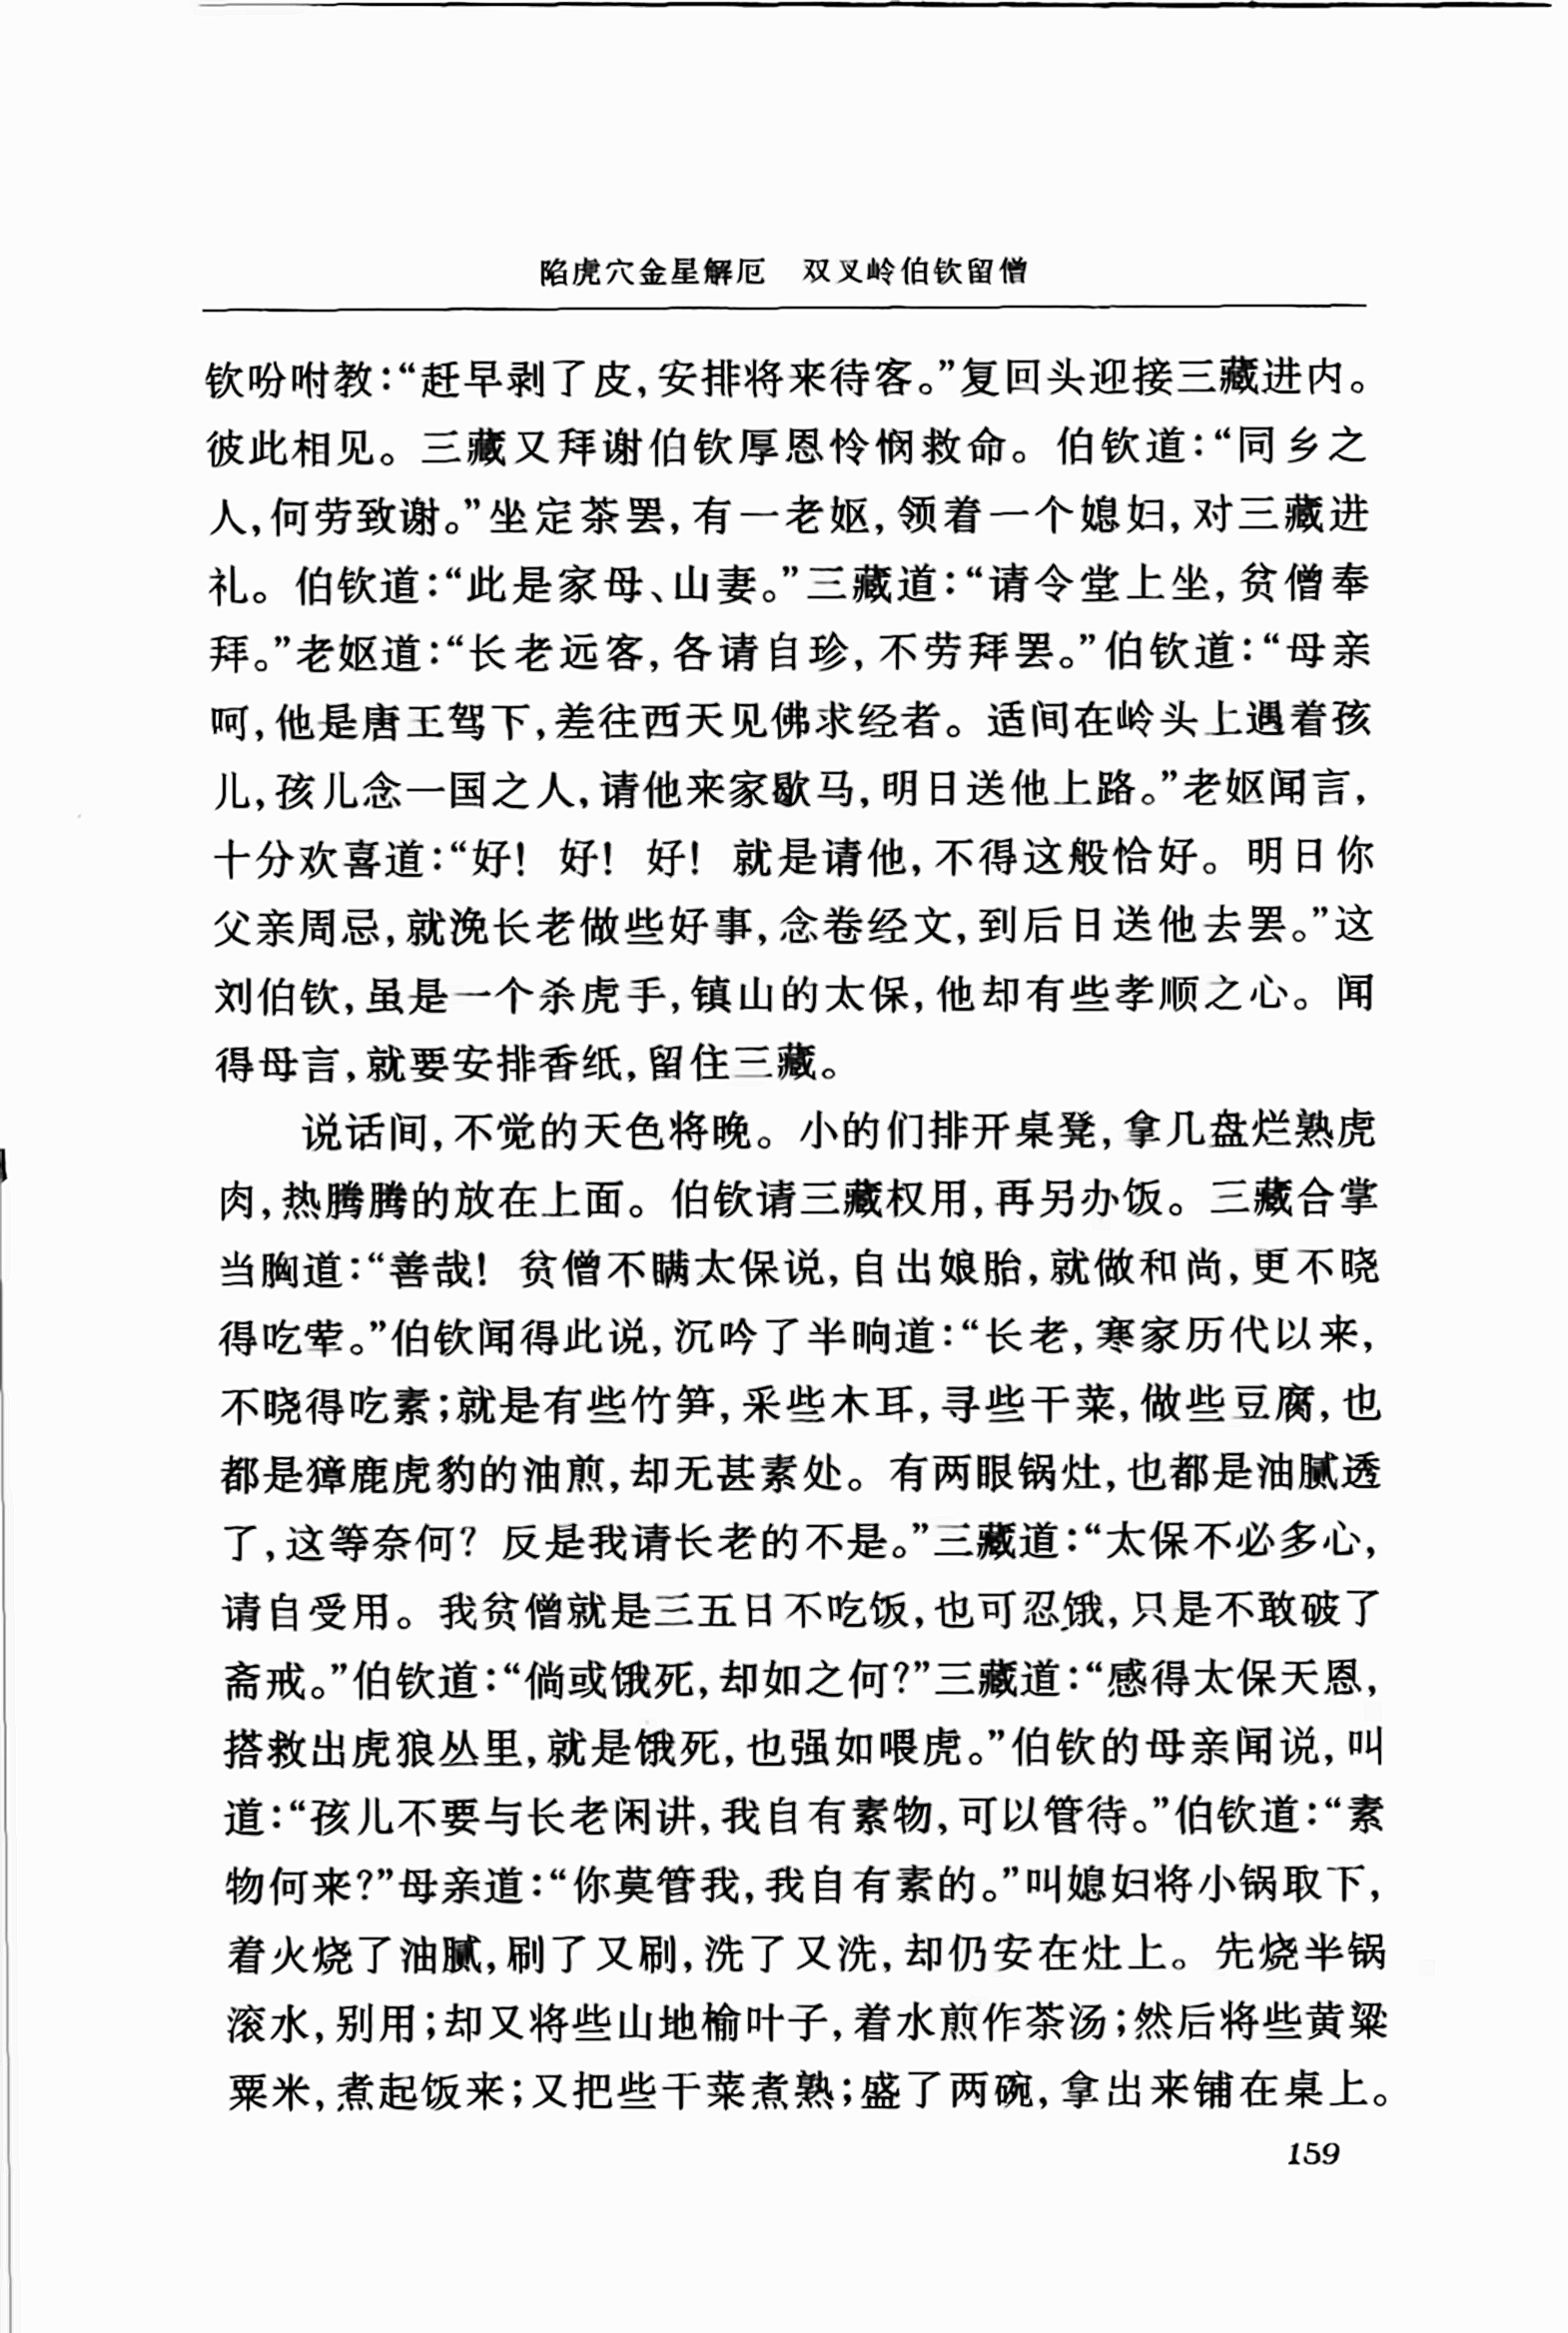 陷虎穴金星解厄　双叉岭伯钦留僧
钦吩咐教：“赶早剥了皮，安排将来待客。”复回头迎接三藏进内。
彼此相见。三藏又拜谢伯钦厚恩怜悯救命。伯钦道：“同乡之
人，何劳致谢。”坐定茶罢，有一老妪，领着一个媳妇，对三藏进
礼。伯钦道：“此是家母、山妻。”三藏道：“请令堂上坐，贫僧奉
拜。”老妪道：“长老远客，各请自珍，不劳拜罢。”伯钦道：“母亲
呵，他是唐王驾下，差往西天见佛求经者。适间在岭头上遇着孩
儿，孩儿念一国之人，请他来家歇马，明日送他上路。”老妪闻言，
十分欢喜道：“好！好！好！就是请他，不得这般恰好。明日你
父亲周忌，就浼长老做些好事，念卷经文，到后日送他去罢。”这
刘伯钦，虽是一个杀虎手，镇山的太保，他却有些孝顺之心。闻
得母言，就要安排香纸，留住三藏。
说话间，不觉的天色将晚。小的们排开桌凳，拿几盘烂熟虎
肉，热腾腾的放在上面。伯钦请三藏权用，再另办饭。三藏合掌
当胸道：“善哉！贫僧不瞒太保说，自出娘胎，就做和尚，更不晓
得吃荤。”伯钦闻得此说，沉吟了半晌道：“长老，寒家历代以来，
不晓得吃素；就是有些竹笋，采些木耳，寻些干菜，做些豆腐，也
都是獐鹿虎豹的油煎，却无甚素处。有两眼锅灶，也都是油腻透
了，这等奈何？反是我请长老的不是。”三藏道：“太保不必多心，
请自受用。我贫僧就是三五日不吃饭，也可忍饿，只是不敢破了
斋戒。”伯钦道：“倘或饿死，却如之何？”三藏道：“感得太保天恩，
搭救出虎狼丛里，就是饿死，也强如喂虎。”伯钦的母亲闻说，叫
道：“孩儿不要与长老闲讲，我自有素物，可以管待。”伯钦道：“素
物何来？”母亲道：“你莫管我，我自有素的。”叫媳妇将小锅取下，
着火烧了油腻，刷了又刷，洗了又洗，却仍安在灶上。先烧半锅
滚水，别用；却又将些山地榆叶子，着水煎作茶汤；然后将些黄粱
粟米，煮起饭来；又把些干菜煮熟；盛了两碗，拿出来铺在桌上。
159